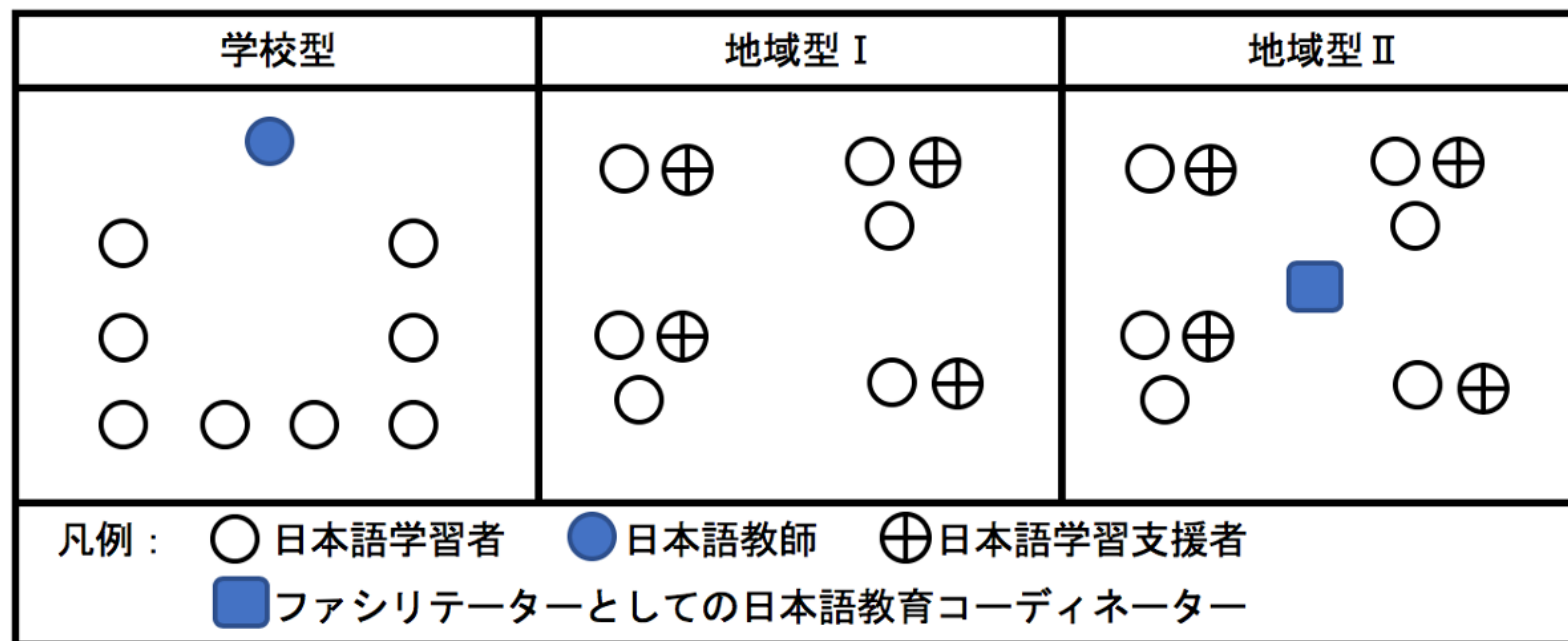 学校型
地域型Ⅰ
地域型Ⅱ
凡例： 日本語学習者 日本語教師 日本語学習支援者
ファシリテーターとしての日本語教育コーディネーター